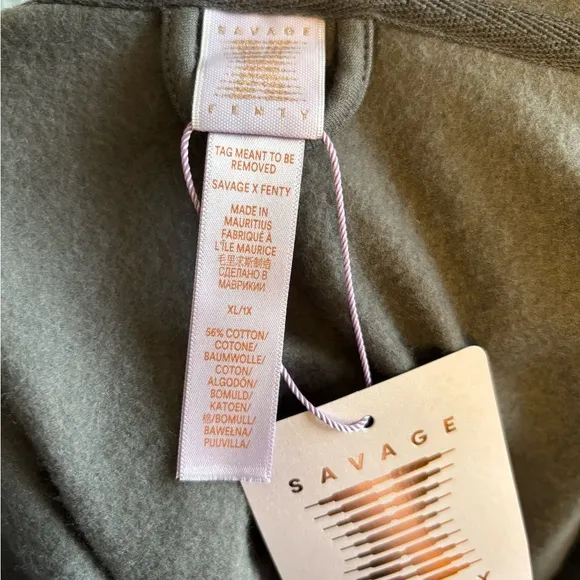 SAVAGE
FENTY
TAG MEANT TO BE
REMOVED
SAVAGE X FENTY
MADE IN
MAURITIUS
FABRIQUÉ À
L'ÎLE MAURICE
毛里求斯制造
СДЕЛАНО В
МАВРИКИИ
XL/1X
56% COTTON/
COTONE/
BAUMWOLLE/
COTON/
ALGODÓN/
BOMULD/
KATOEN/
棉/BOMULL/
BAWEŁNA/
PUUVILLA/
SAVAGE